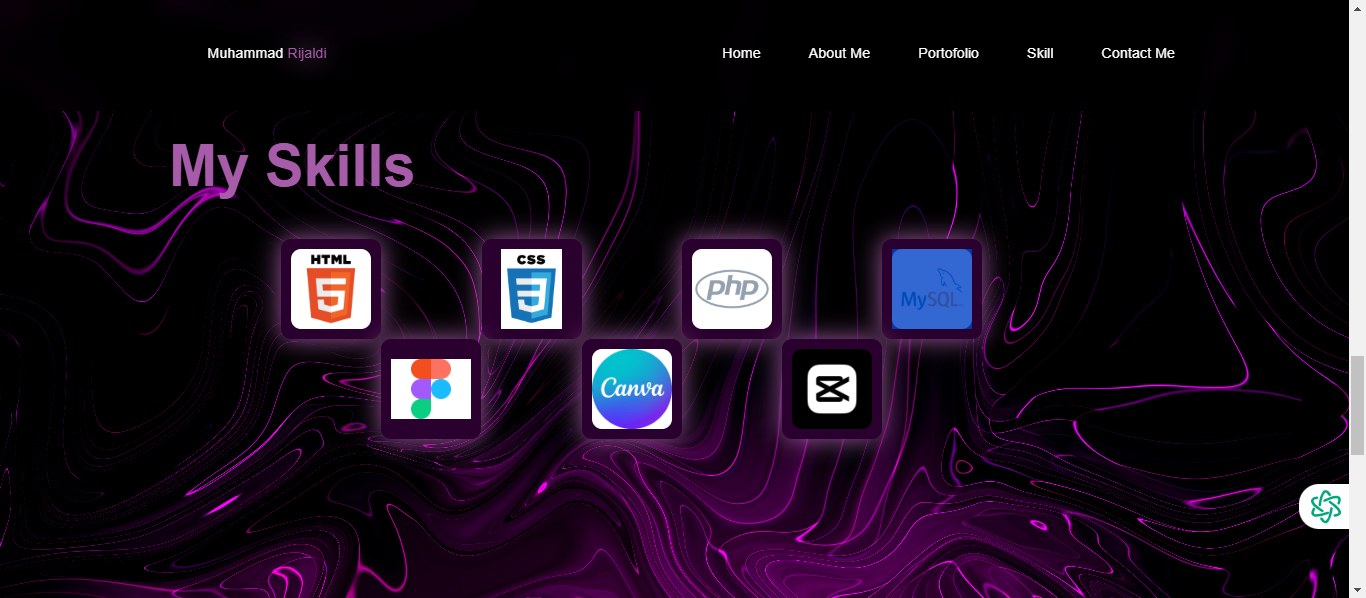 Muhammad Rijaldi
Home About Me Portofolio Skill Contact Me
My Skills
HTML
5
CSS
3
php
MySQL
Canva